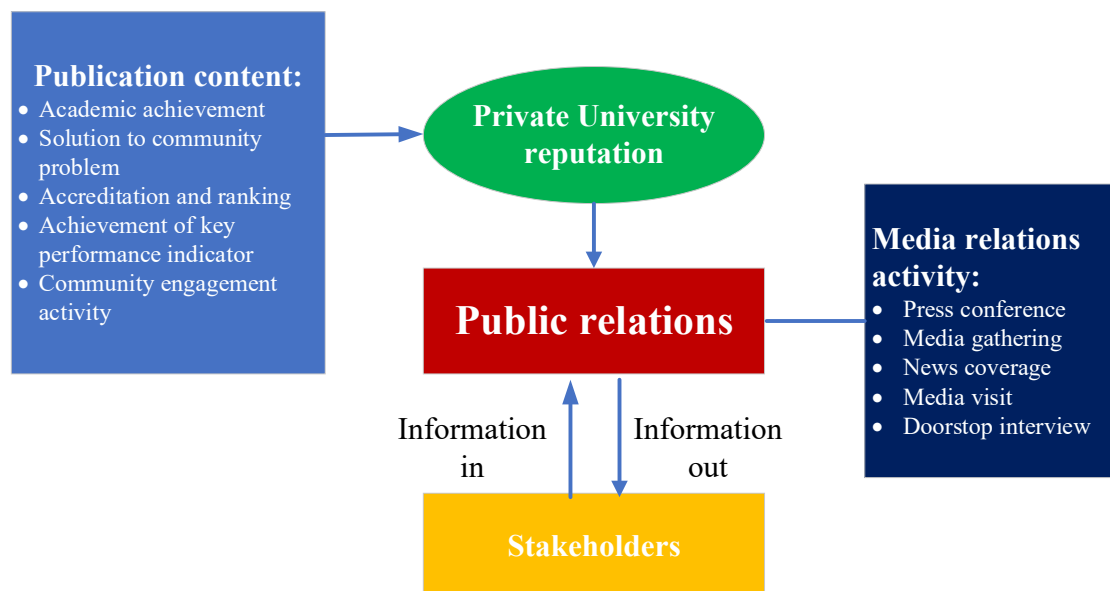 Publication content:
• Academic achievement
• Solution to community
problem
• Accreditation and ranking
• Achievement of key
performance indicator
• Community engagement
activity
Private University
reputation
Public relations
Media relations
activity:
• Press conference
• Media gathering
• News coverage
• Media visit
• Doorstop interview
Information
in
Information
out
Stakeholders